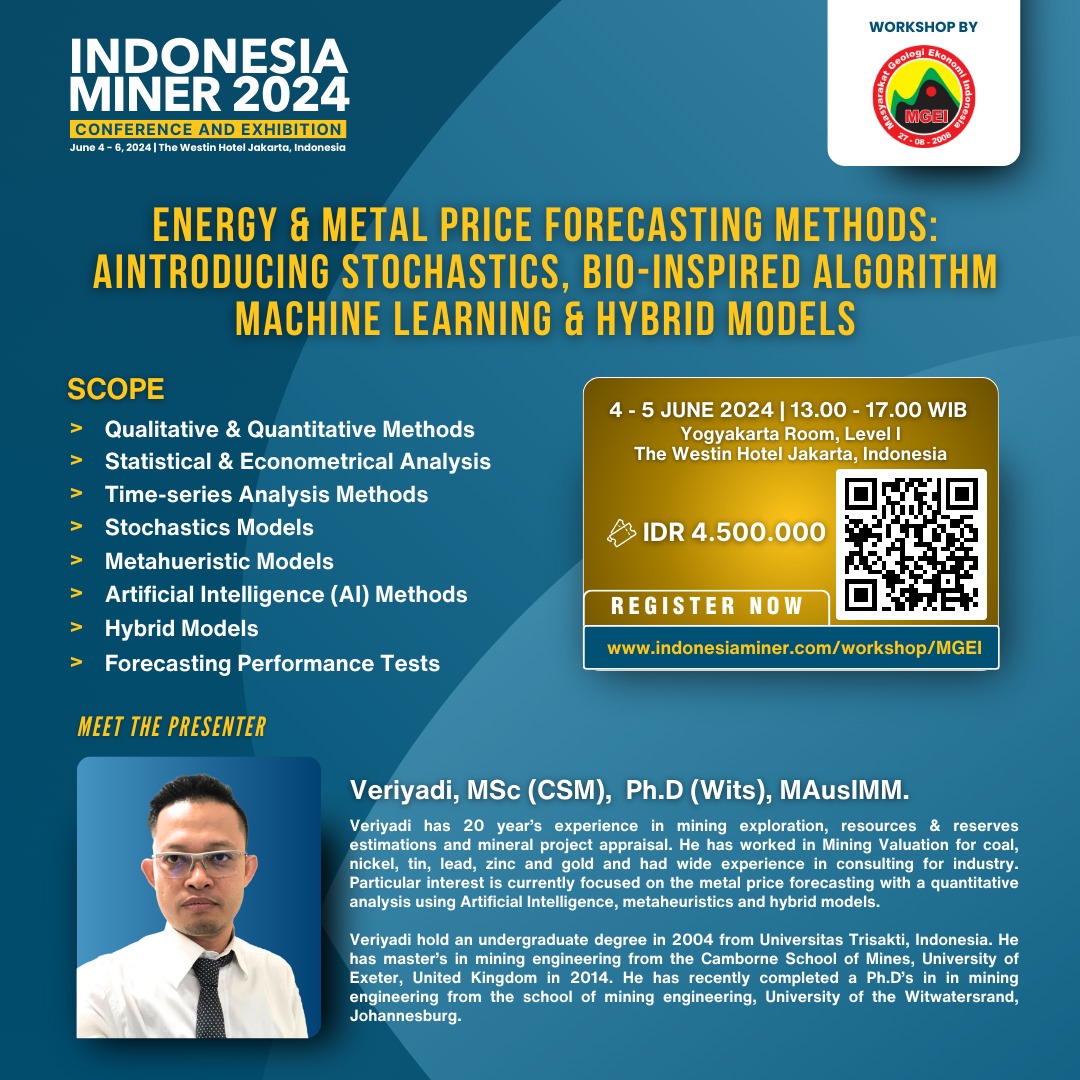 INDONESIA
MINER 2024
CONFERENCE AND EXHIBITION
June 4 - 6, 2024 | The Westin Hotel Jakarta, Indonesia
WORKSHOP BY
Masyarakat Geologi Ekonomi Indonesia
MGEI
27 - 08 - 2008
ENERGY & METAL PRICE FORECASTING METHODS:
AINTRODUCING STOCHASTICS, BIO-INSPIRED ALGORITHM
MACHINE LEARNING & HYBRID MODELS
SCOPE
> Qualitative & Quantitative Methods
> Statistical & Econometrical Analysis
> Time-series Analysis Methods
> Stochastics Models
> Metahueristic Models
> Artificial Intelligence (AI) Methods
> Hybrid Models
> Forecasting Performance Tests
4 - 5 JUNE 2024 | 13.00 - 17.00 WIB
Yogyakarta Room, Level I
The Westin Hotel Jakarta, Indonesia
IDR 4.500.000
REGISTER NOW
www.indonesiaminer.com/workshop/MGEI
MEET THE PRESENTER
Veriyadi, MSc (CSM), Ph.D (Wits), MAusIMM.
Veriyadi has 20 year's experience in mining exploration, resources & reserves
estimations and mineral project appraisal. He has worked in Mining Valuation for coal,
nickel, tin, lead, zinc and gold and had wide experience in consulting for industry.
Particular interest is currently focused on the metal price forecasting with a quantitative
analysis using Artificial Intelligence, metaheuristics and hybrid models.
Veriyadi hold an undergraduate degree in 2004 from Universitas Trisakti, Indonesia. He
has master's in mining engineering from the Camborne School of Mines, University of
Exeter, United Kingdom in 2014. He has recently completed a Ph.D's in in mining
engineering from the school of mining engineering, University of the Witwatersrand,
Johannesburg.